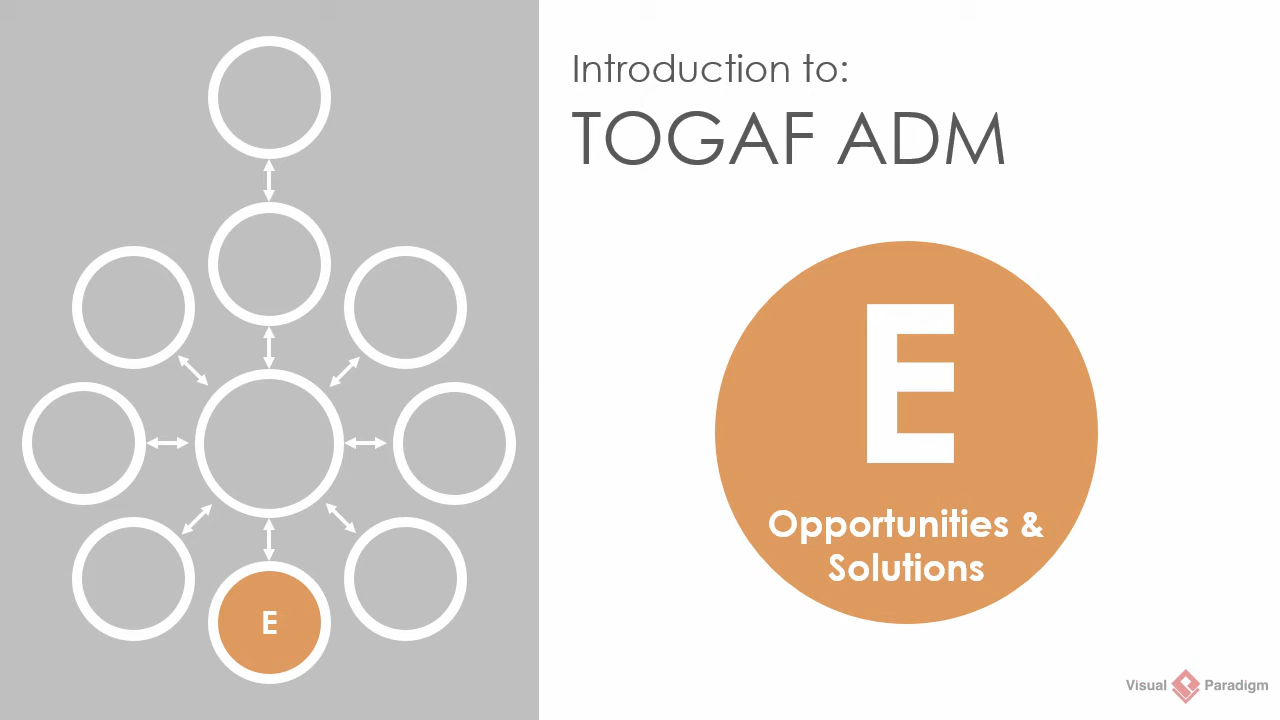 Introduction to:
TOGAF ADM
E
Opportunities &
Solutions
E
Visual Paradigm